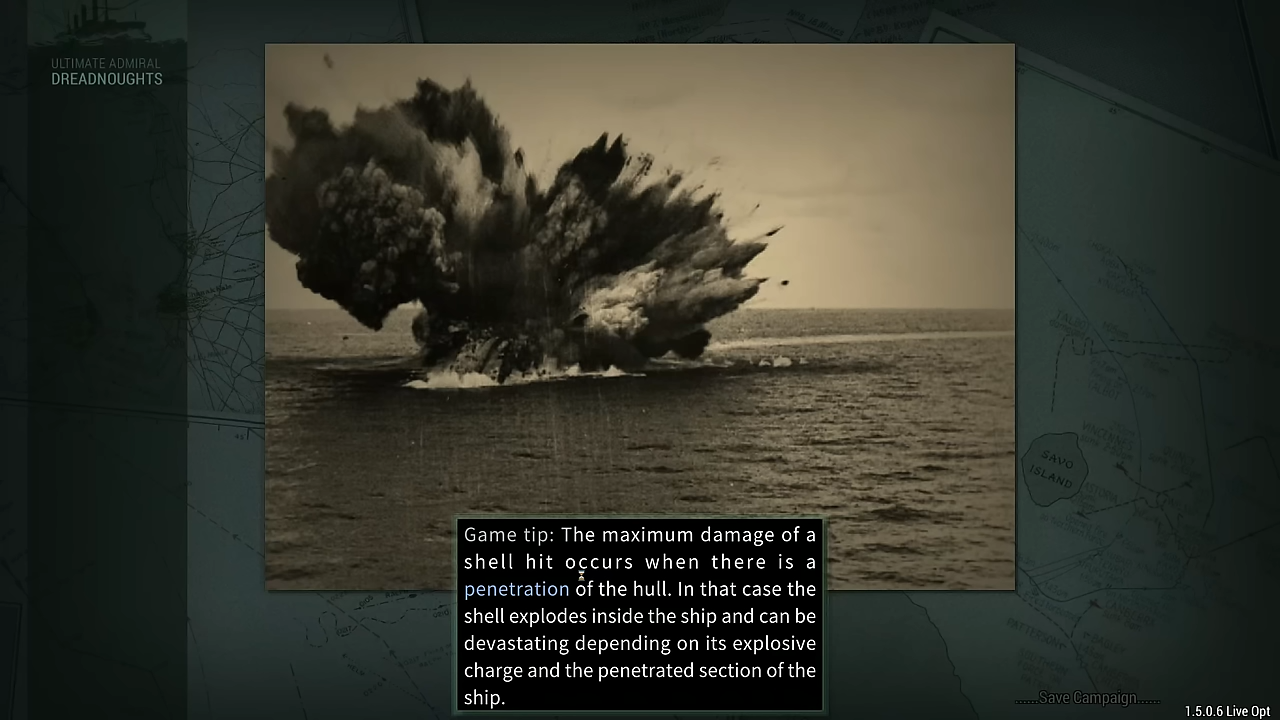 ULTIMATE ADMIRAL
DREADNOUGHTS
SAVO
ISLAND
Game tip: The maximum damage of a
shell hit occurs when there is a
penetration of the hull. In that case the
shell explodes inside the ship and can be
devastating depending on its explosive
charge and the penetrated section of the
ship.
......Save Campaign......
1.5.0.6 Live Opt